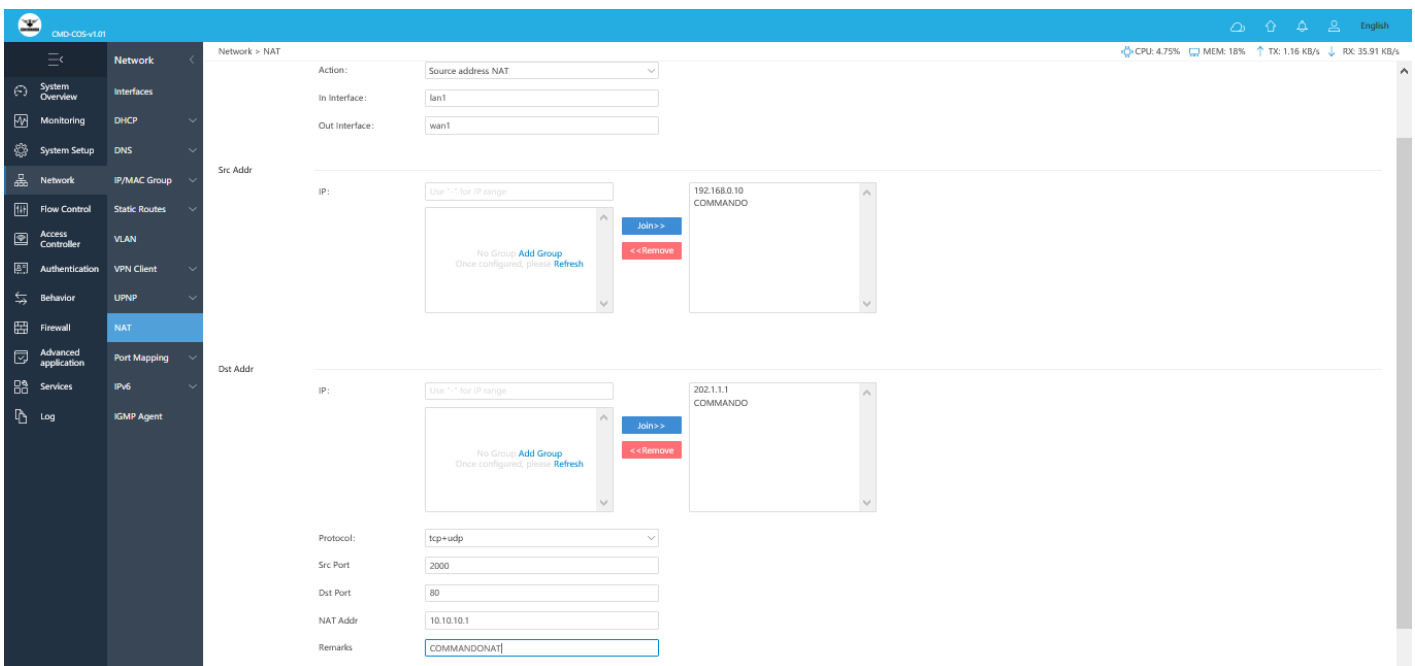 CMD-COS-v1.01
English
Network
Network > NAT
CPU: 4.75% MEM: 18% TX: 1.16 KB/s RX: 35.91 KB/s
System Overview
Monitoring
System Setup
Network
Flow Control
Access Controller
Authentication
Behavior
Firewall
Advanced application
Services
Log
Interfaces
DHCP
DNS
IP/MAC Group
Static Routes
VLAN
VPN Client
UPNP
NAT
Port Mapping
IPv6
IGMP Agent
Action: Source address NAT
In Interface: lan1
Out Interface: wan1
Src Addr
IP: Use "-" for IP range
No Group Add Group
Once configured, please Refresh
Join>>
<<Remove
192.168.0.10
COMMANDO
Dst Addr
IP: Use "-" for IP range
No Group Add Group
Once configured, please Refresh
Join>>
<<Remove
202.1.1.1
COMMANDO
Protocol: tcp+udp
Src Port 2000
Dst Port 80
NAT Addr 10.10.10.1
Remarks COMMANDONAT